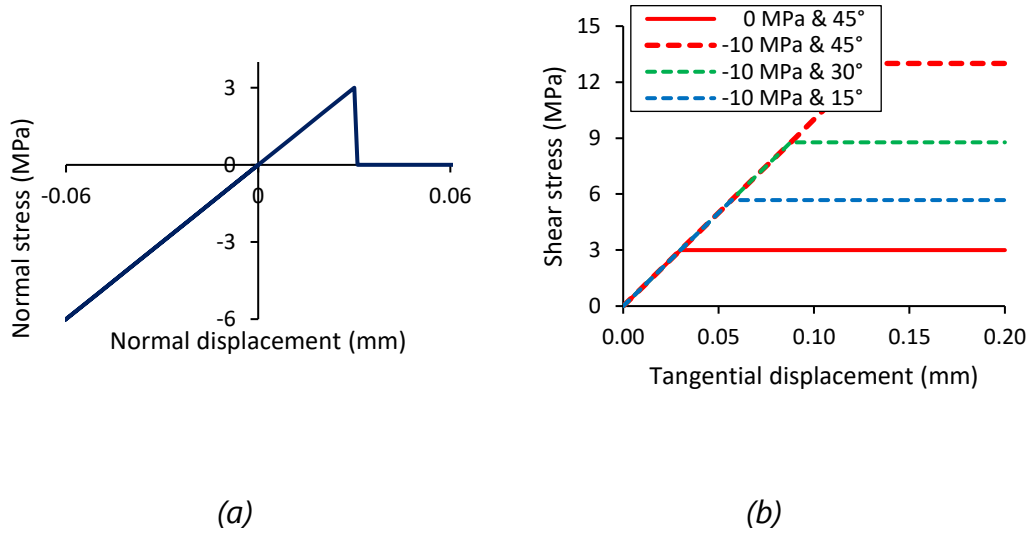 Normal stress (MPa)
3
0
-3
-6
-0.06
0
0.06
Normal displacement (mm)
(a)
0 MPa & 45°
-10 MPa & 45°
-10 MPa & 30°
-10 MPa & 15°
Shear stress (MPa)
15
12
9
6
3
0
0.00
0.05
0.10
0.15
0.20
Tangential displacement (mm)
(b)